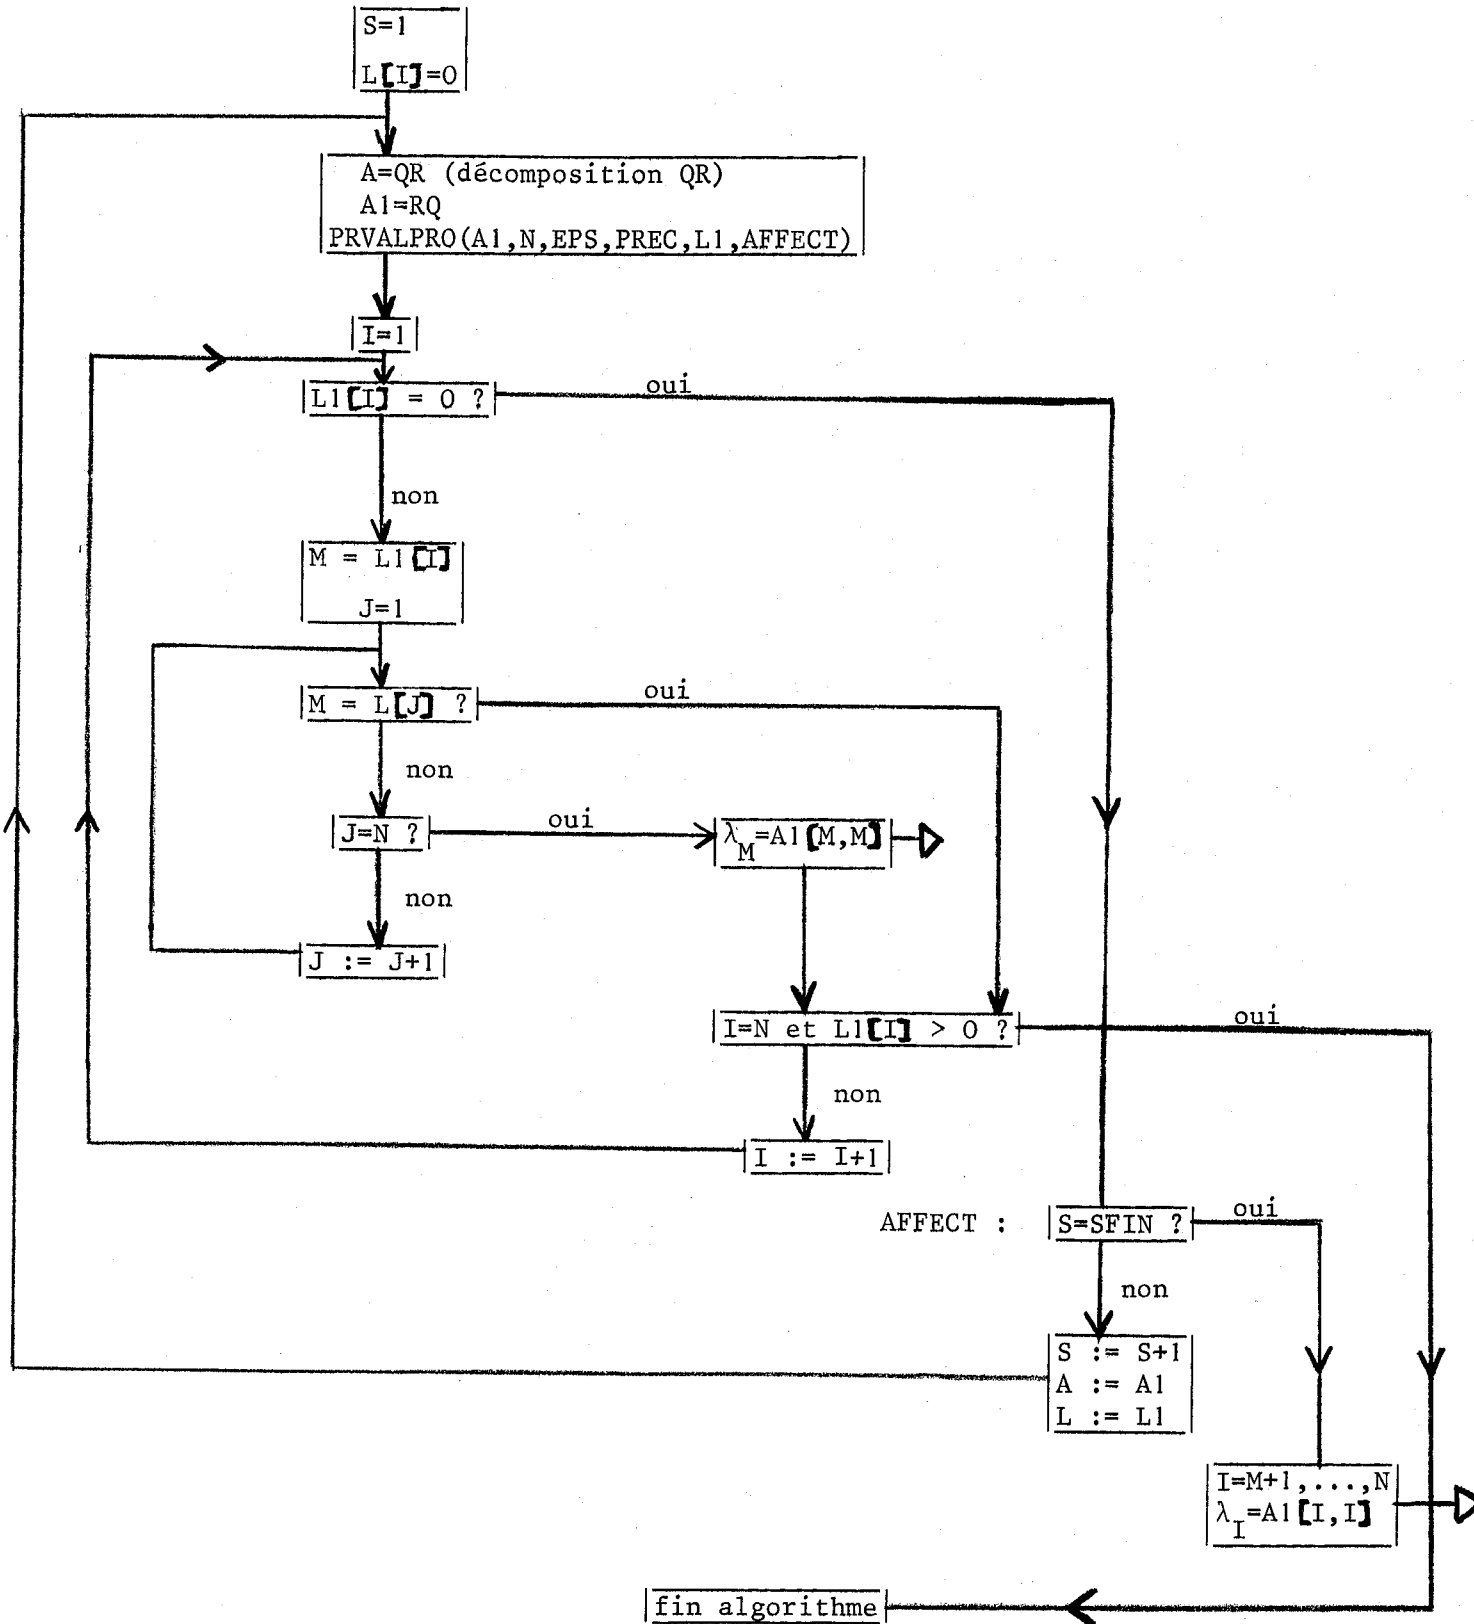 S=1
L[I]=0
A=QR (décomposition QR)
A1=RQ
PRVALPRO(A1,N,EPS,PREC,L1,AFFECT)
I=1
L1[I] = 0 ?
oui
non
M = L1[I]
J=1
M = L[J] ?
oui
non
J=N ?
oui
λ_M=A1[M,M]
non
J := J+1
I=N et L1[I] > 0 ?
oui
non
I := I+1
AFFECT :
S=SFIN ?
oui
non
S := S+1
A := A1
L := L1
I=M+1,...,N
λ_I=A1[I,I]
fin algorithme